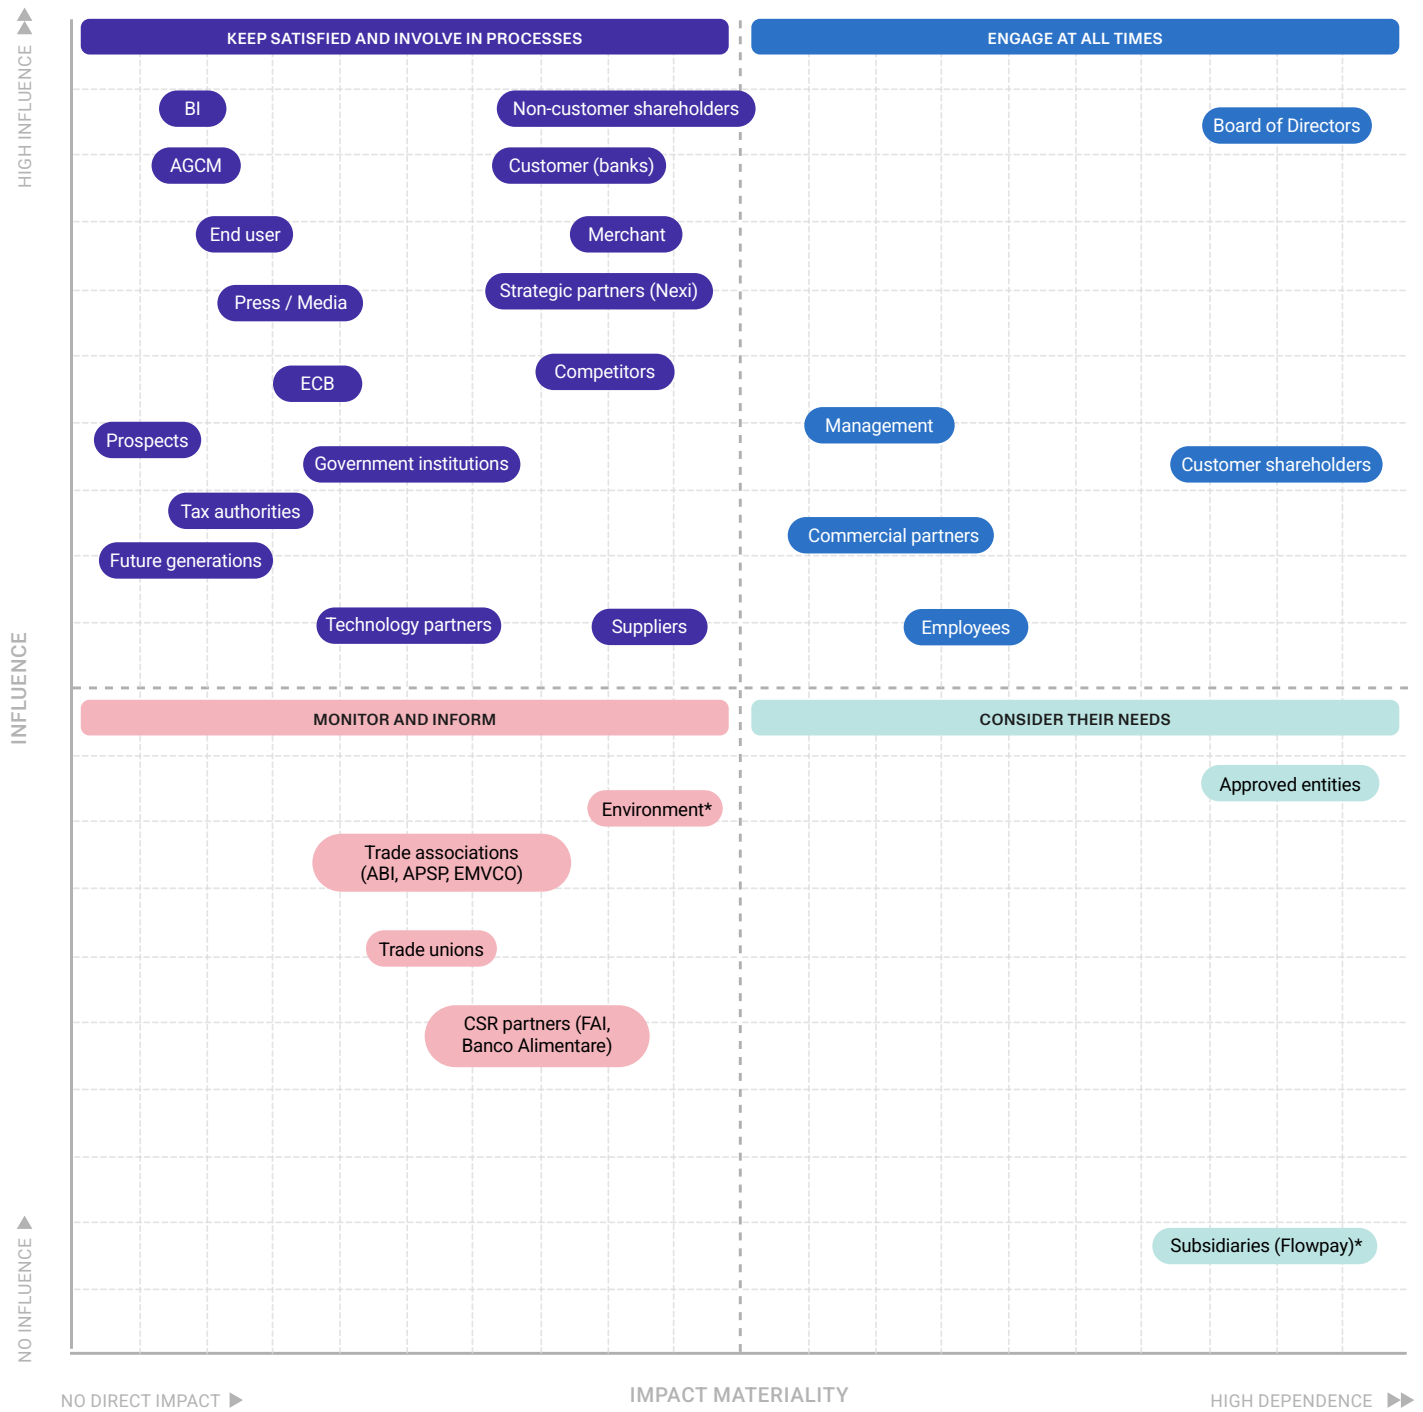 KEEP SATISFIED AND INVOLVE IN PROCESSES
ENGAGE AT ALL TIMES
HIGH INFLUENCE
BI
Non-customer shareholders
Board of Directors
AGCM
Customer (banks)
End user
Merchant
Press / Media
Strategic partners (Nexi)
ECB
Competitors
Prospects
Management
Government institutions
Customer shareholders
Tax authorities
Commercial partners
Future generations
Technology partners
Suppliers
Employees
INFLUENCE
MONITOR AND INFORM
CONSIDER THEIR NEEDS
Environment*
Approved entities
Trade associations
(ABI, APSP, EMVCO)
Trade unions
CSR partners (FAI,
Banco Alimentare)
Subsidiaries (Flowpay)*
NO INFLUENCE
NO DIRECT IMPACT
IMPACT MATERIALITY
HIGH DEPENDENCE